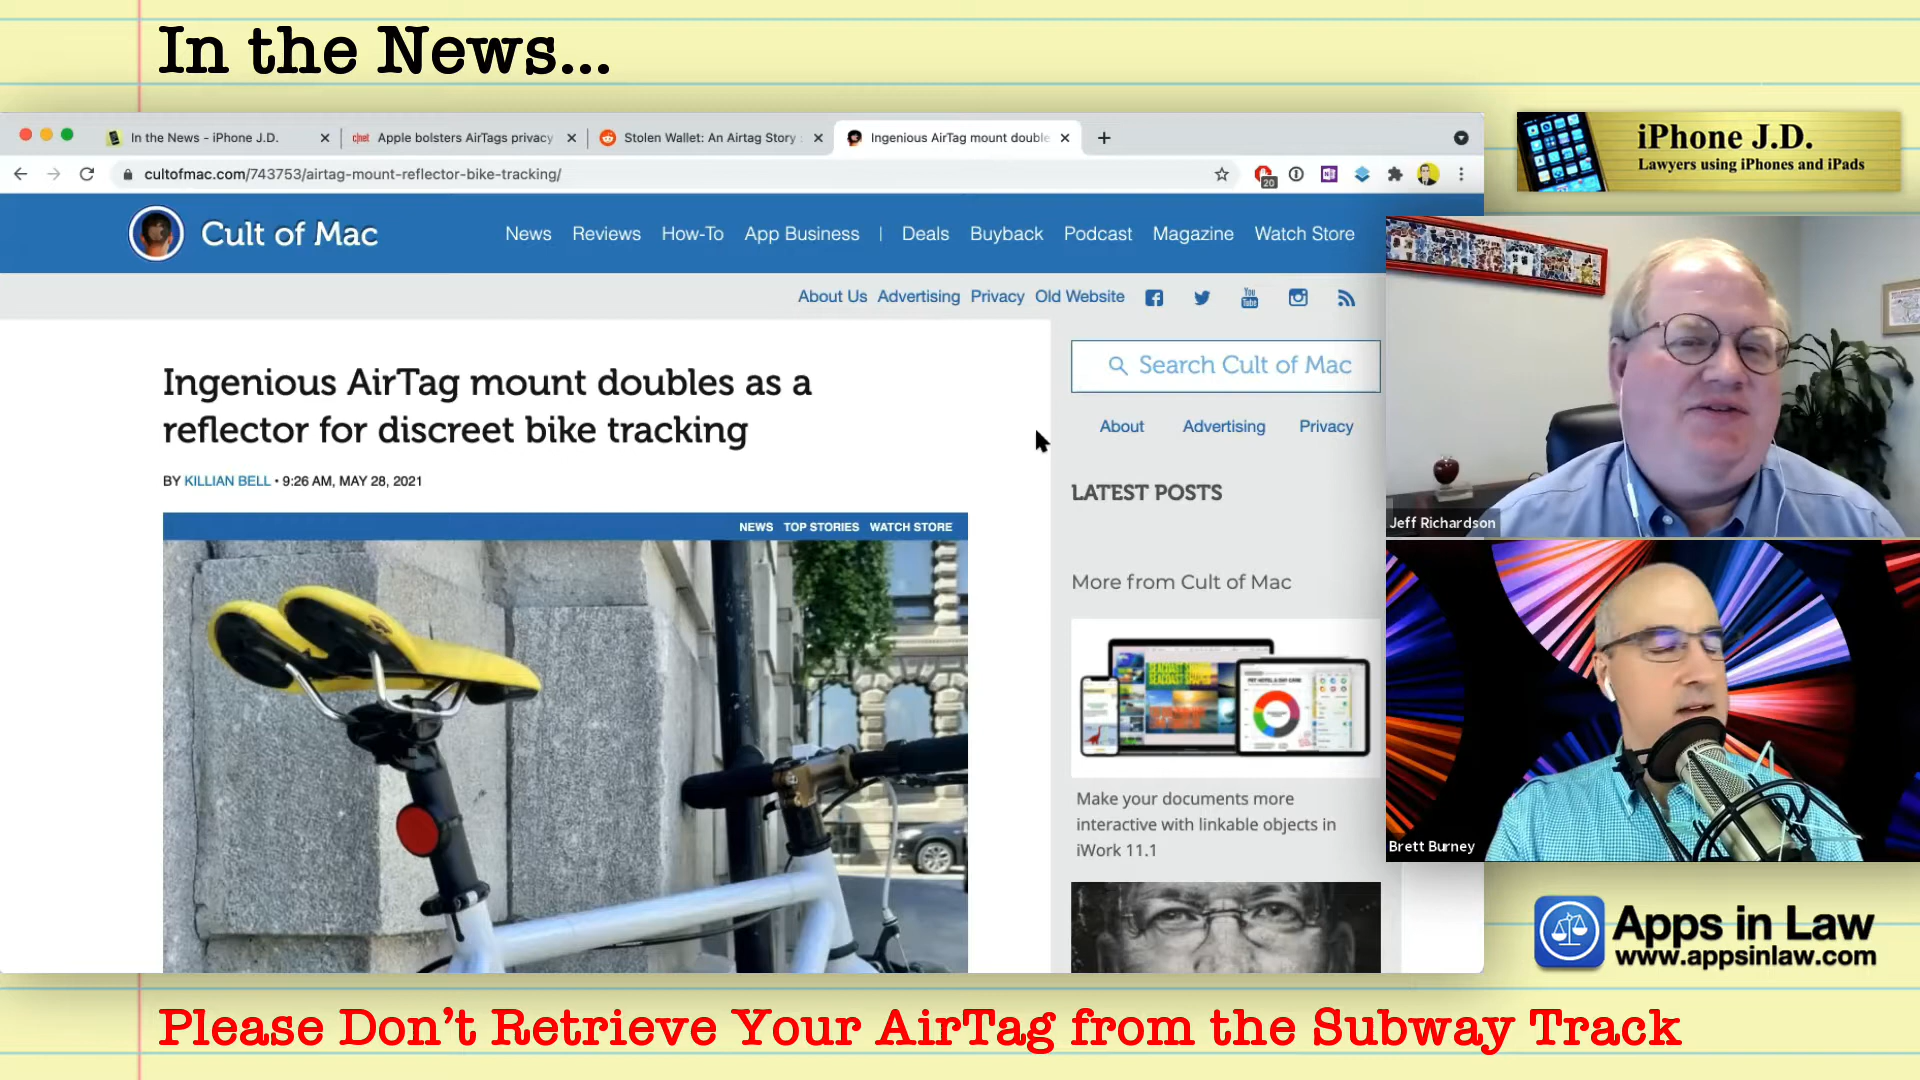 In the News...
In the News - iPhone J.D.
cnet Apple bolsters AirTags privacy
Stolen Wallet: An Airtag Story :
Ingenious AirTag mount double
cultofmac.com/743753/airtag-mount-reflector-bike-tracking/
20
iPhone J.D.
Lawyers using iPhones and iPads
Cult of Mac
News Reviews How-To App Business | Deals Buyback Podcast Magazine Watch Store
About Us Advertising Privacy Old Website
You Tube
Ingenious AirTag mount doubles as a
reflector for discreet bike tracking
BY KILLIAN BELL • 9:26 AM, MAY 28, 2021
NEWS TOP STORIES WATCH STORE
Search Cult of Mac
About Advertising Privacy
LATEST POSTS
More from Cult of Mac
SEACOAST SHAPES
Make your documents more
interactive with linkable objects in
iWork 11.1
Jeff Richardson
Brett Burney
Apps in Law
www.appsinlaw.com
Please Don't Retrieve Your AirTag from the Subway Track